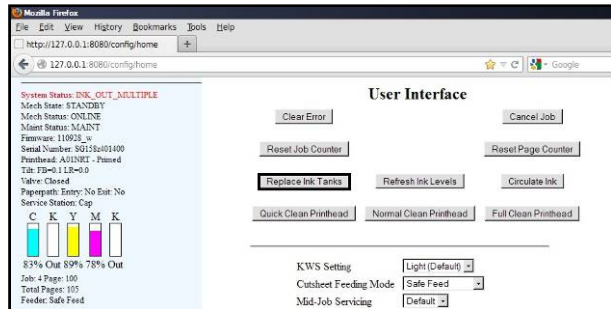 Mozilla Firefox
File Edit View History Bookmarks Tools Help
http://127.0.0.1:8080/config/home +
127.0.0.1:8080/config/home Google
System Status: INK_OUT_MULTIPLE
Mech State: STANDBY
Mech Status: ONLINE
Maint Status: MAINT
Firmware: 110928_w
Serial Number: SG158z401400
Printhead: A01NRT - Primed
Tilt: FB=0.1 LR=0.0
Valve: Closed
Paperpath: Entry: No Exit: No
Service Station: Cap
C K Y M K
83% Out 89% 78% Out
Job: 4 Page: 100
Total Pages: 105
Feeder: Safe Feed
User Interface
Clear Error Cancel Job
Reset Job Counter Reset Page Counter
Replace Ink Tanks Refresh Ink Levels Circulate Ink
Quick Clean Printhead Normal Clean Printhead Full Clean Printhead
KWS Setting Light (Default)
Cutsheet Feeding Mode Safe Feed
Mid-Job Servicing Default